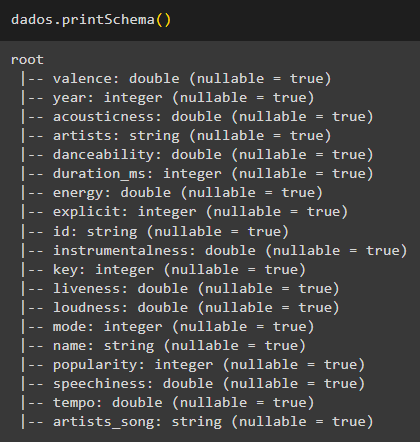 dados.printSchema()
root
 |-- valence: double (nullable = true)
 |-- year: integer (nullable = true)
 |-- acousticness: double (nullable = true)
 |-- artists: string (nullable = true)
 |-- danceability: double (nullable = true)
 |-- duration_ms: integer (nullable = true)
 |-- energy: double (nullable = true)
 |-- explicit: integer (nullable = true)
 |-- id: string (nullable = true)
 |-- instrumentalness: double (nullable = true)
 |-- key: integer (nullable = true)
 |-- liveness: double (nullable = true)
 |-- loudness: double (nullable = true)
 |-- mode: integer (nullable = true)
 |-- name: string (nullable = true)
 |-- popularity: integer (nullable = true)
 |-- speechiness: double (nullable = true)
 |-- tempo: double (nullable = true)
 |-- artists_song: string (nullable = true)